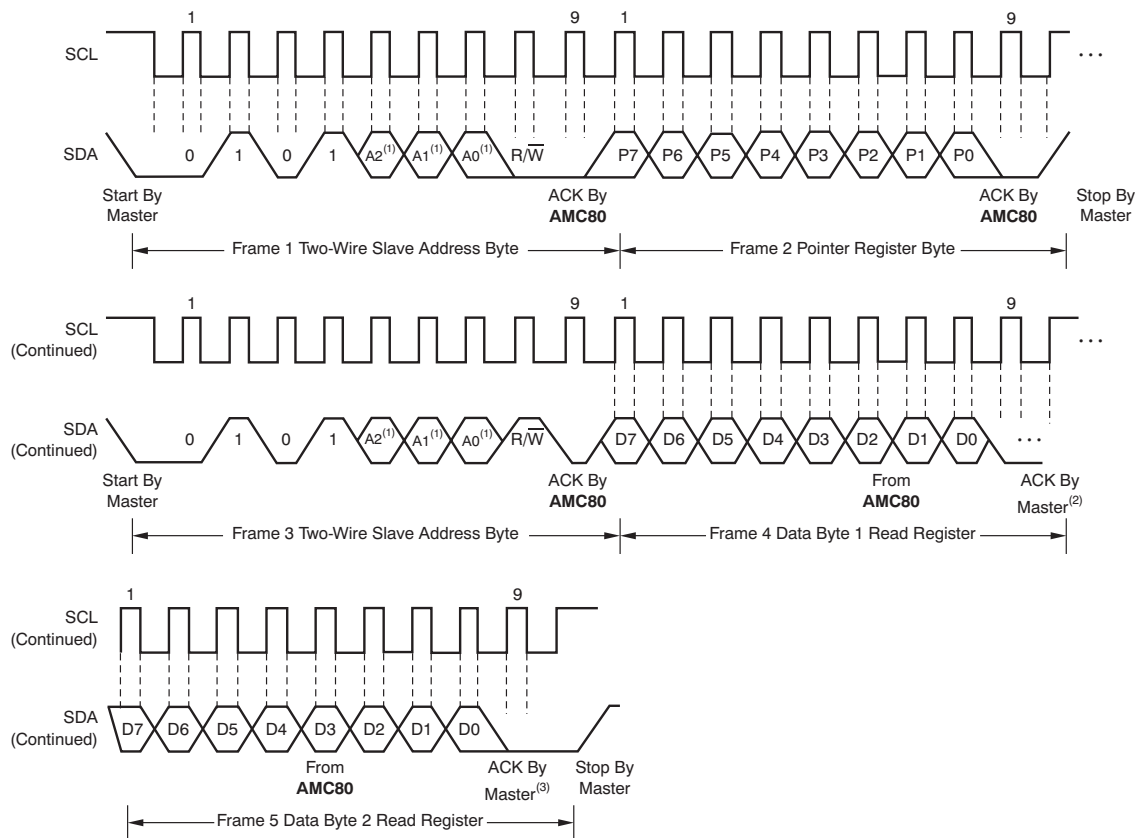 1 9 1 9
SCL ...
SDA 0 1 0 1 A2(1) A1(1) A0(1) R/W̅ P7 P6 P5 P4 P3 P2 P1 P0
Start By Master ACK By AMC80 ACK By AMC80 Stop By Master
Frame 1 Two-Wire Slave Address Byte Frame 2 Pointer Register Byte
1 9 1 9
SCL (Continued) ...
SDA (Continued) 0 1 0 1 A2(1) A1(1) A0(1) R/W̅ D7 D6 D5 D4 D3 D2 D1 D0 ...
Start By Master ACK By AMC80 From AMC80 ACK By Master(2)
Frame 3 Two-Wire Slave Address Byte Frame 4 Data Byte 1 Read Register
1 9
SCL (Continued)
SDA (Continued) D7 D6 D5 D4 D3 D2 D1 D0
From AMC80 ACK By Master(3) Stop By Master
Frame 5 Data Byte 2 Read Register